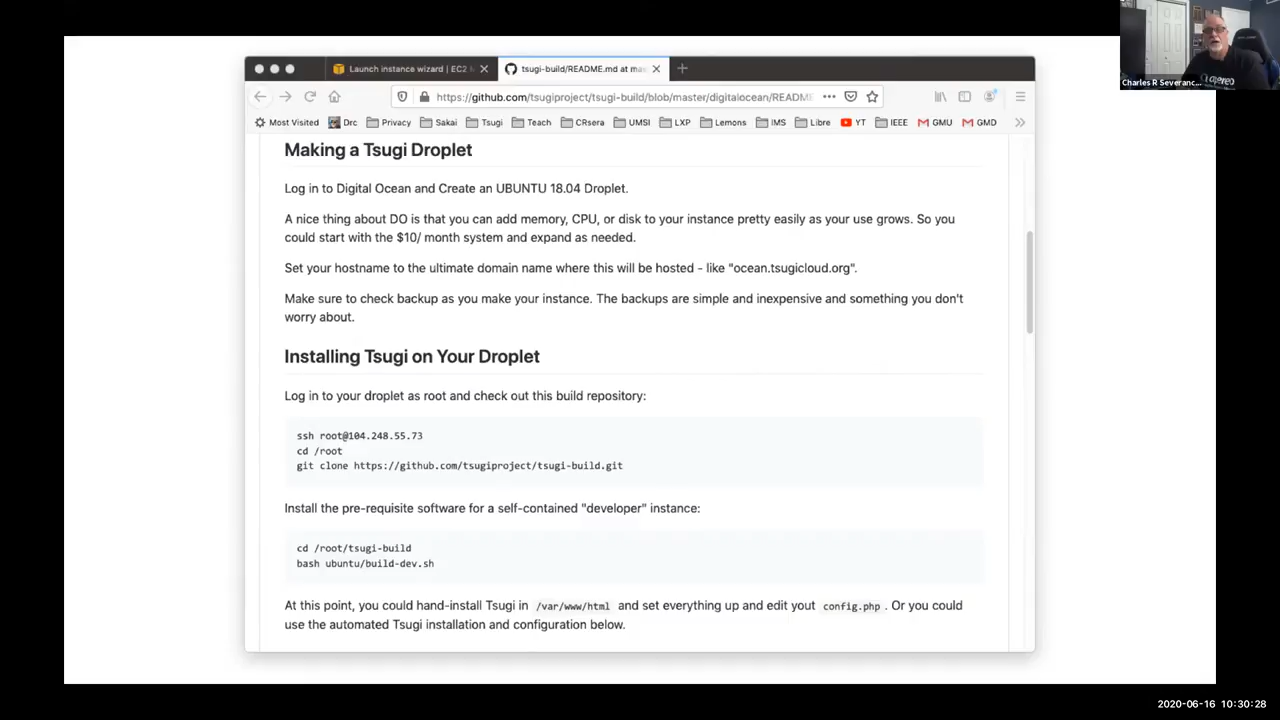 Charles R Severanc...
Launch instance wizard | EC2
tsugi-build/README.md at mas
https://github.com/tsugiproject/tsugi-build/blob/master/digitalocean/README
Most Visited Drc Privacy Sakai Tsugi Teach CRsera UMSI LXP Lemons IMS Libre YT IEEE GMU GMD
Making a Tsugi Droplet
Log in to Digital Ocean and Create an UBUNTU 18.04 Droplet.
A nice thing about DO is that you can add memory, CPU, or disk to your instance pretty easily as your use grows. So you
could start with the $10/ month system and expand as needed.
Set your hostname to the ultimate domain name where this will be hosted - like "ocean.tsugicloud.org".
Make sure to check backup as you make your instance. The backups are simple and inexpensive and something you don't
worry about.
Installing Tsugi on Your Droplet
Log in to your droplet as root and check out this build repository:
ssh root@104.248.55.73
cd /root
git clone https://github.com/tsugiproject/tsugi-build.git
Install the pre-requisite software for a self-contained "developer" instance:
cd /root/tsugi-build
bash ubuntu/build-dev.sh
At this point, you could hand-install Tsugi in /var/www/html and set everything up and edit yout config.php . Or you could
use the automated Tsugi installation and configuration below.
2020-06-16 10:30:28